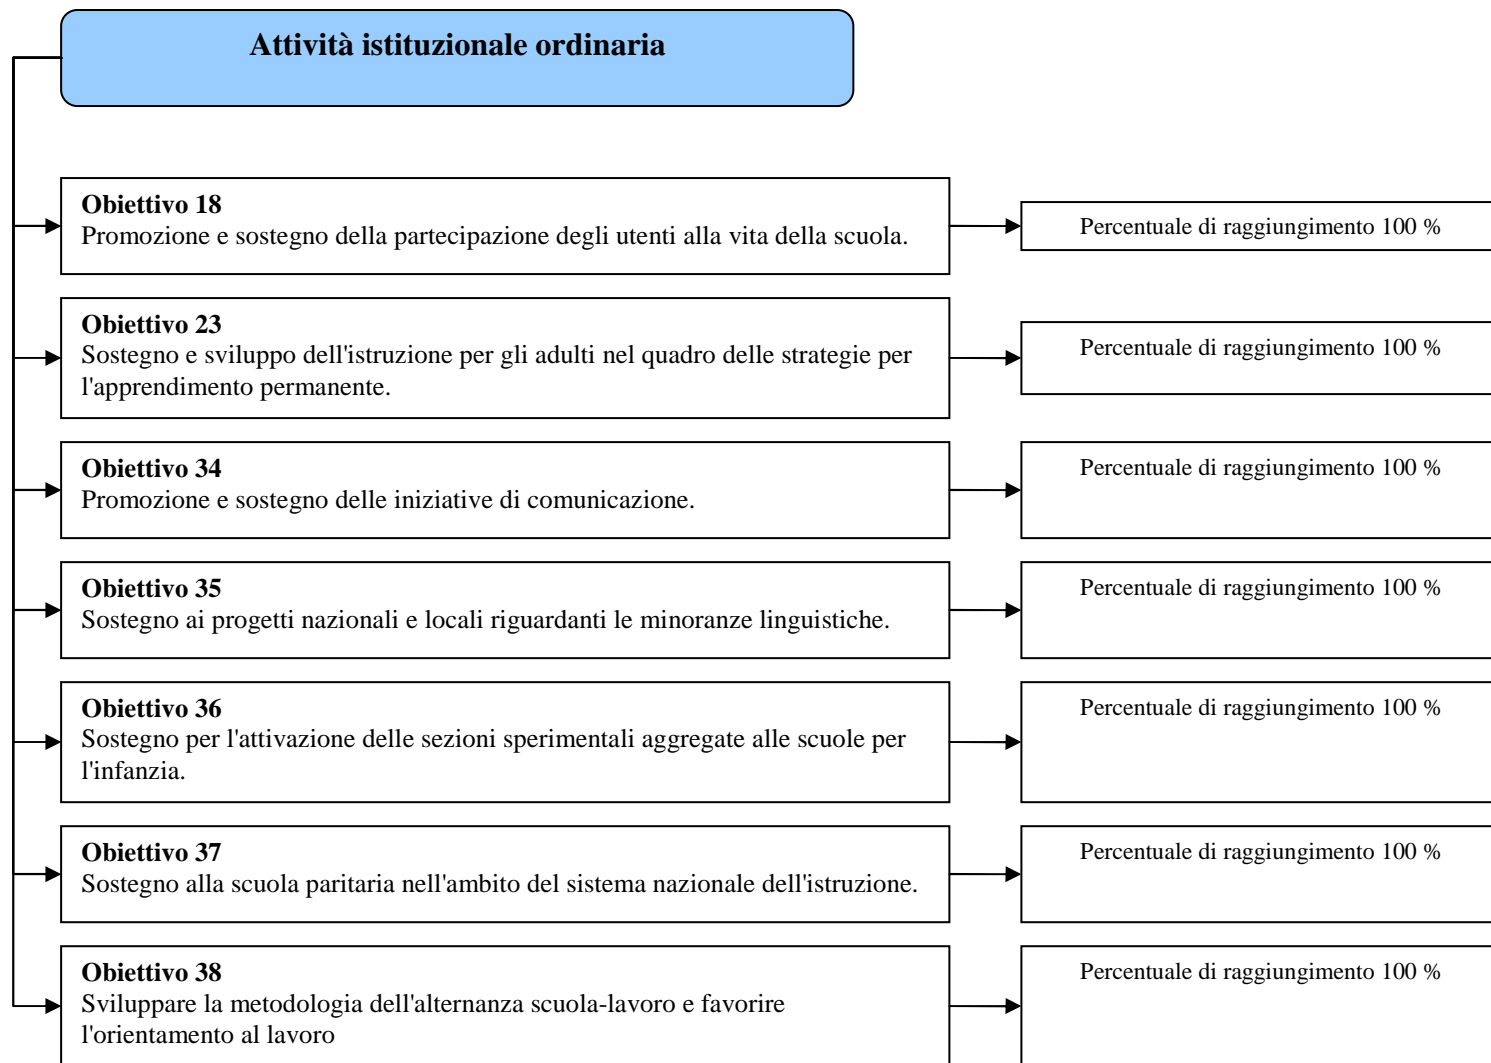 Attività istituzionale ordinaria
Obiettivo 18
Promozione e sostegno della partecipazione degli utenti alla vita della scuola.
Percentuale di raggiungimento 100 %
Obiettivo 23
Sostegno e sviluppo dell'istruzione per gli adulti nel quadro delle strategie per
l'apprendimento permanente.
Percentuale di raggiungimento 100 %
Obiettivo 34
Promozione e sostegno delle iniziative di comunicazione.
Percentuale di raggiungimento 100 %
Obiettivo 35
Sostegno ai progetti nazionali e locali riguardanti le minoranze linguistiche.
Percentuale di raggiungimento 100 %
Obiettivo 36
Sostegno per l'attivazione delle sezioni sperimentali aggregate alle scuole per
l'infanzia.
Percentuale di raggiungimento 100 %
Obiettivo 37
Sostegno alla scuola paritaria nell'ambito del sistema nazionale dell'istruzione.
Percentuale di raggiungimento 100 %
Obiettivo 38
Sviluppare la metodologia dell'alternanza scuola-lavoro e favorire
l'orientamento al lavoro
Percentuale di raggiungimento 100 %